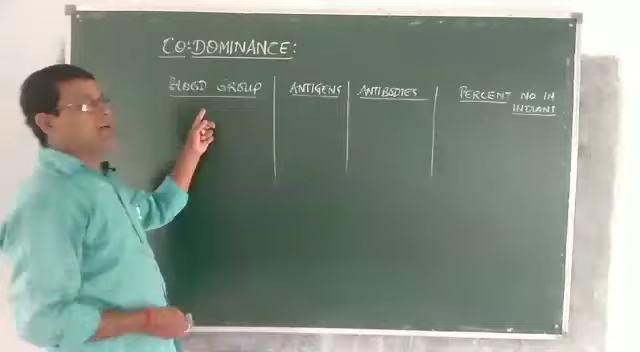 CO:DOMINANCE:
BLOOD GROUP
ANTIGENS
ANTIBODIES
PERCENT NO IN
INDIANS